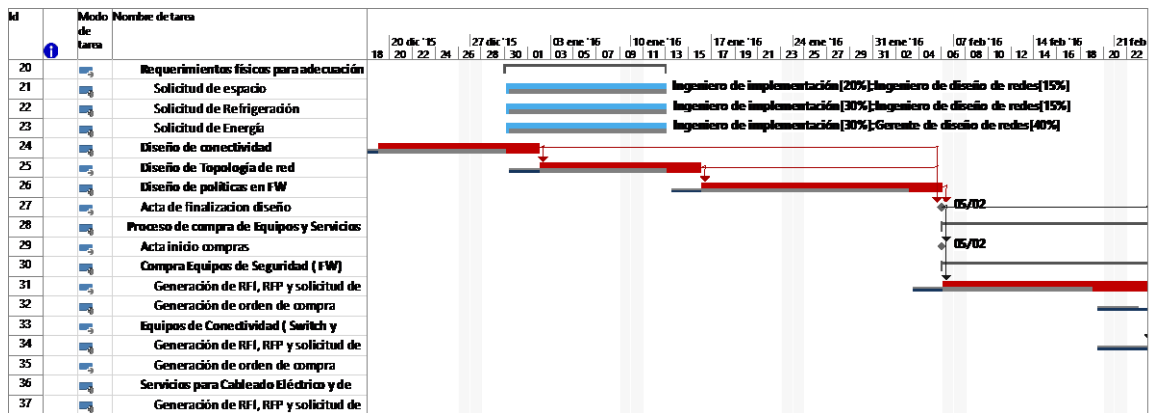 Id Modo de tarea Nombre de tarea
20 dic '15 27 dic '15 03 ene '16 10 ene '16 17 ene '16 24 ene '16 31 ene '16 07 feb '16 14 feb '16 21 feb
18 20 22 24 26 28 30 01 03 05 07 09 11 13 15 17 19 21 23 25 27 29 31 02 04 06 08 10 12 14 16 18 20 22
20 Requerimientos físicos para adecuación
21 Solicitud de espacio Ingeniero de implementación[20%];Ingeniero de diseño de redes[15%]
22 Solicitud de Refrigeración Ingeniero de implementación[30%];Ingeniero de diseño de redes[15%]
23 Solicitud de Energía Ingeniero de implementación[30%];Gerente de diseño de redes[40%]
24 Diseño de conectividad
25 Diseño de Topología de red
26 Diseño de políticas en FW
27 Acta de finalizacion diseño 05/02
28 Proceso de compra de Equipos y Servicios
29 Acta inicio compras 05/02
30 Compra Equipos de Seguridad ( FW)
31 Generación de RFI, RFP y solicitud de
32 Generación de orden de compra
33 Equipos de Conectividad ( Switch y
34 Generación de RFI, RFP y solicitud de
35 Generación de orden de compra
36 Servicios para Cableado Eléctrico y de
37 Generación de RFI, RFP y solicitud de